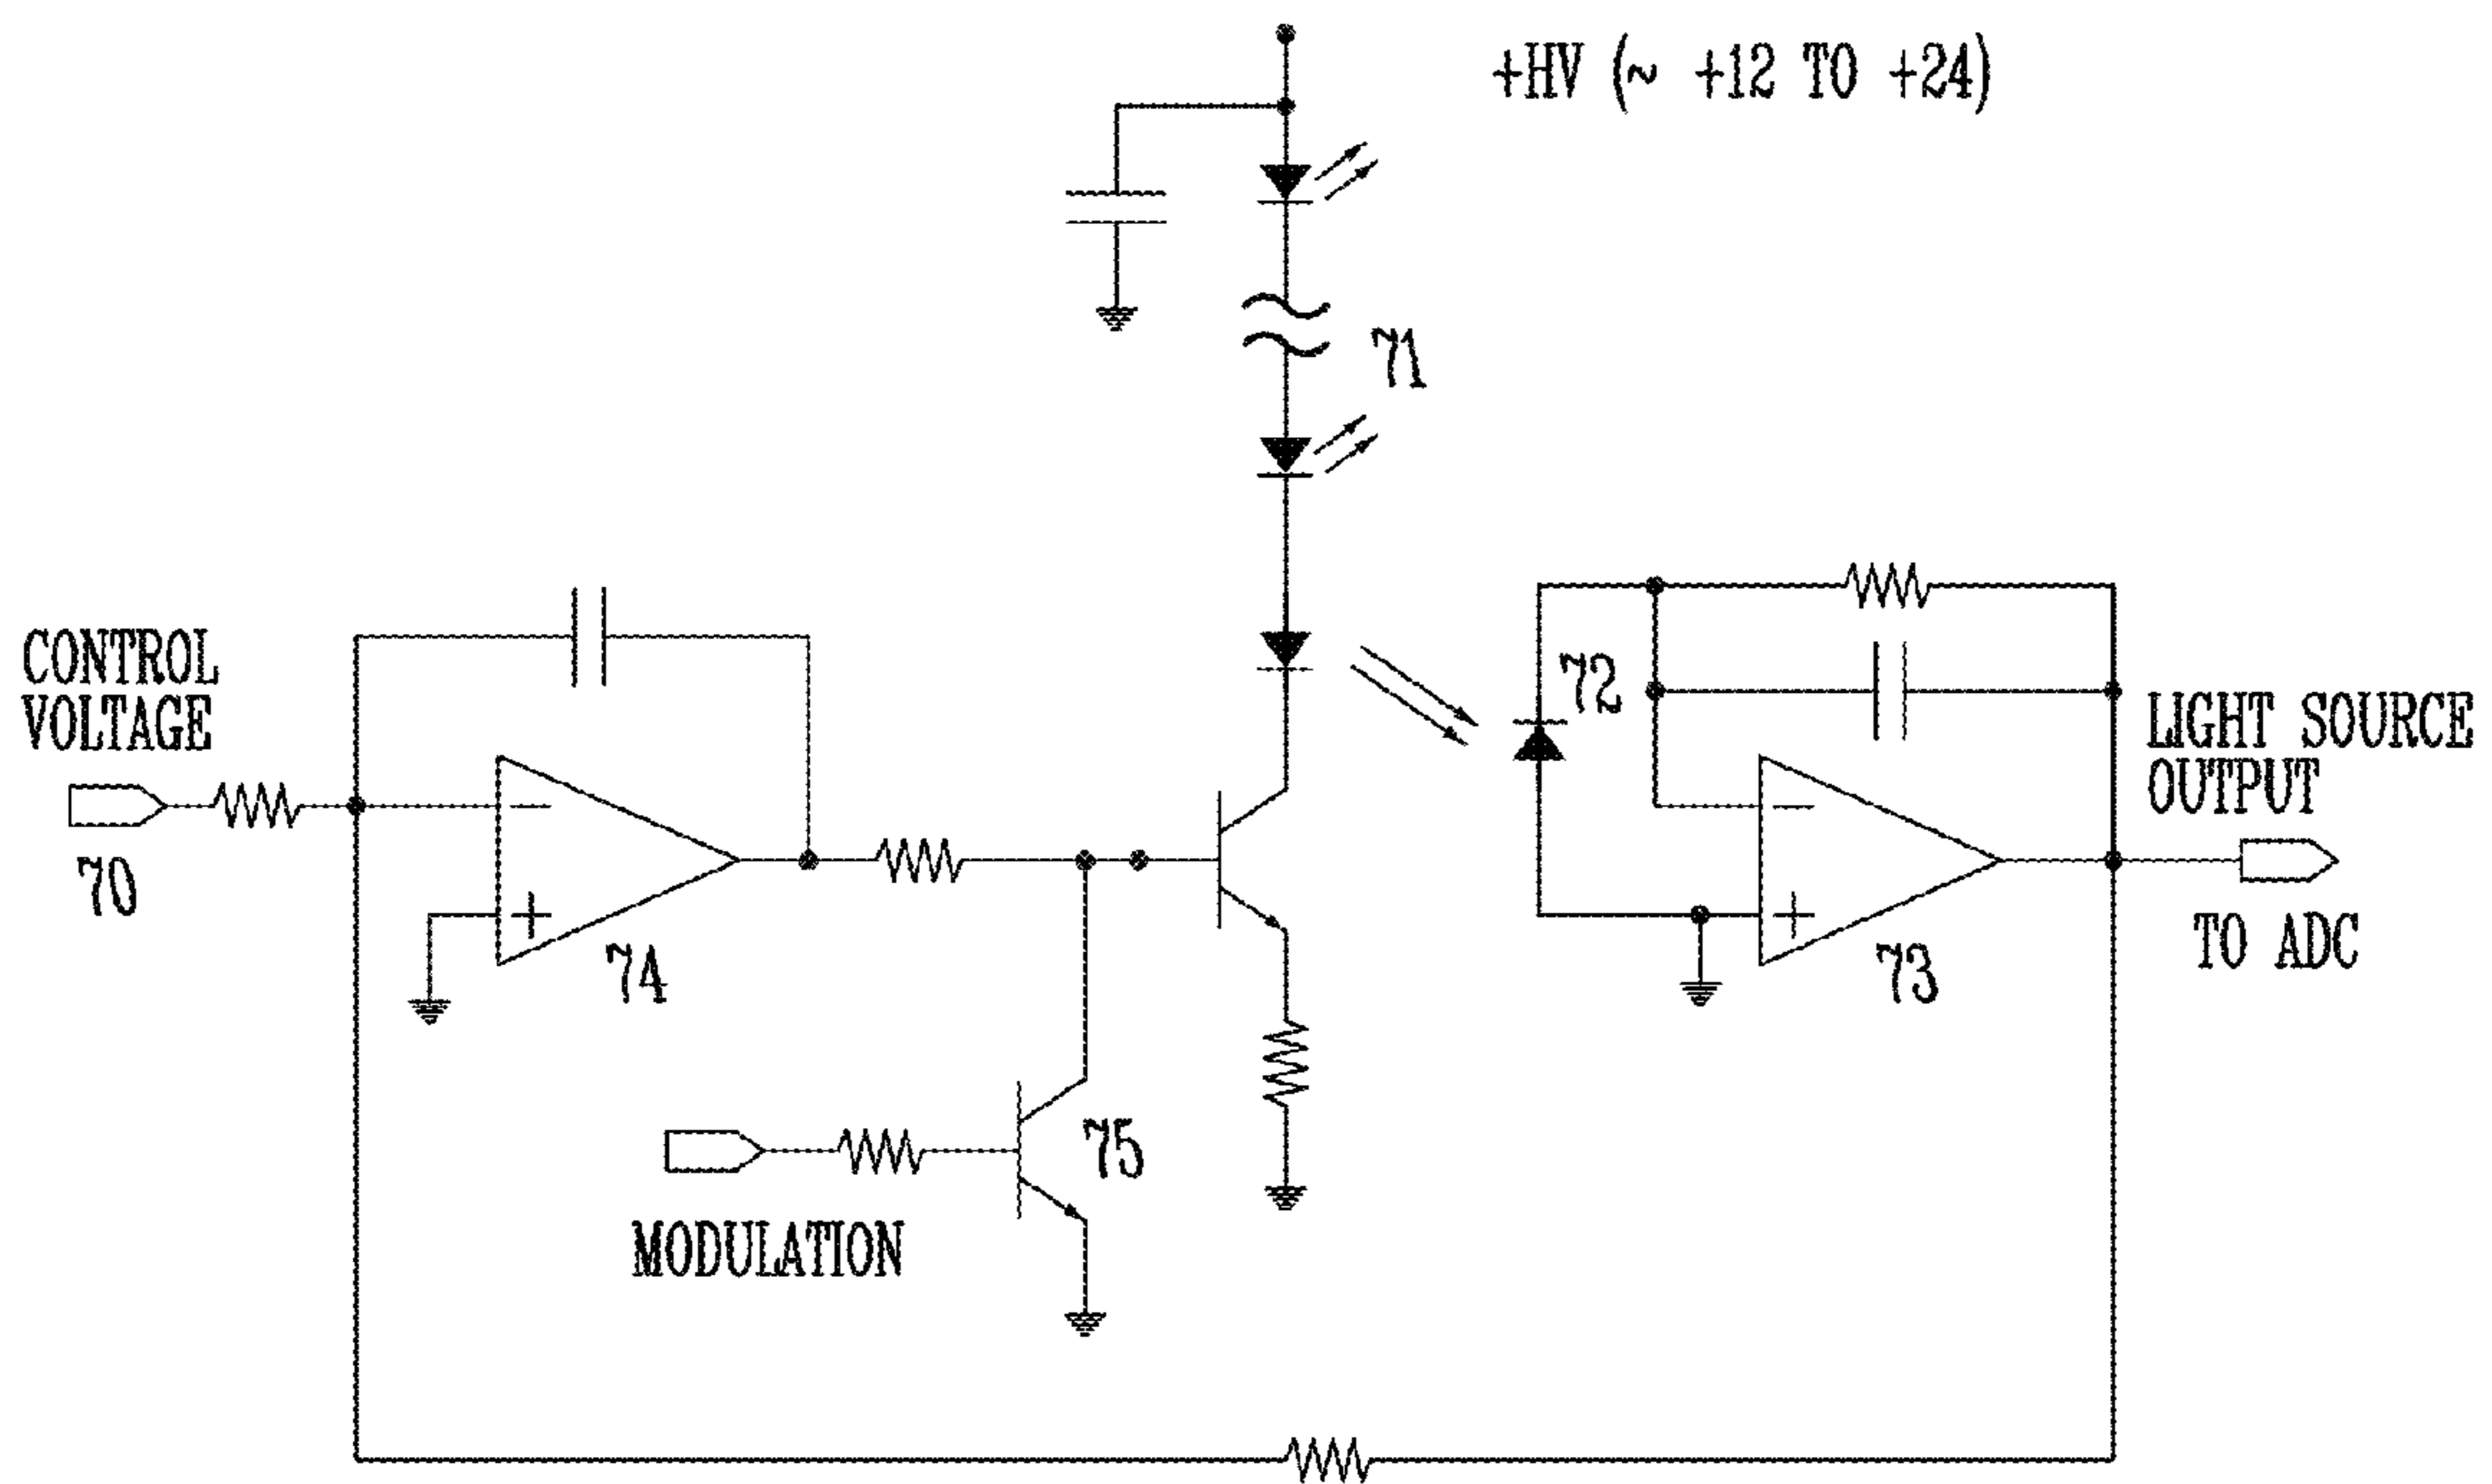 +HV (~ +12 TO +24)
71
CONTROL
VOLTAGE
70
74
72
73
LIGHT SOURCE
OUTPUT
TO ADC
75
MODULATION